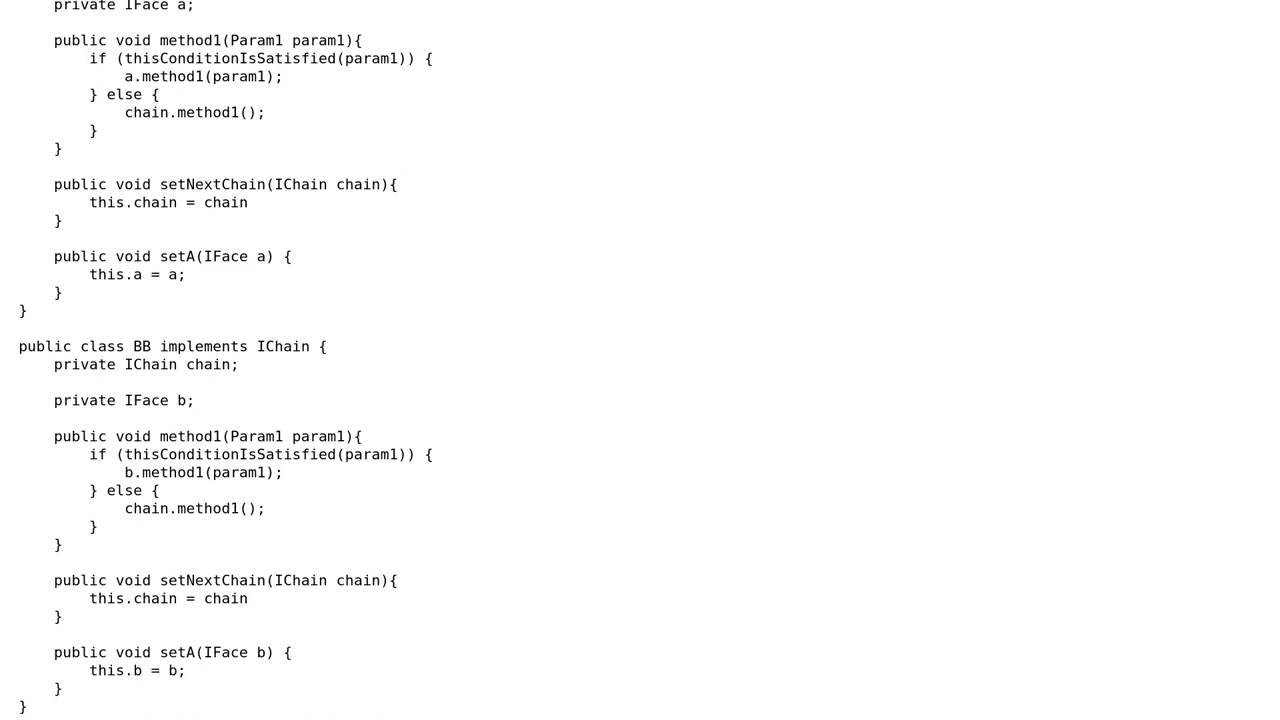 private IFace a;

    public void method1(Param1 param1){
        if (thisConditionIsSatisfied(param1)) {
            a.method1(param1);
        } else {
            chain.method1();
        }
    }

    public void setNextChain(IChain chain){
        this.chain = chain
    }

    public void setA(IFace a) {
        this.a = a;
    }
}

public class BB implements IChain {
    private IChain chain;

    private IFace b;

    public void method1(Param1 param1){
        if (thisConditionIsSatisfied(param1)) {
            b.method1(param1);
        } else {
            chain.method1();
        }
    }

    public void setNextChain(IChain chain){
        this.chain = chain
    }

    public void setA(IFace b) {
        this.b = b;
    }
}